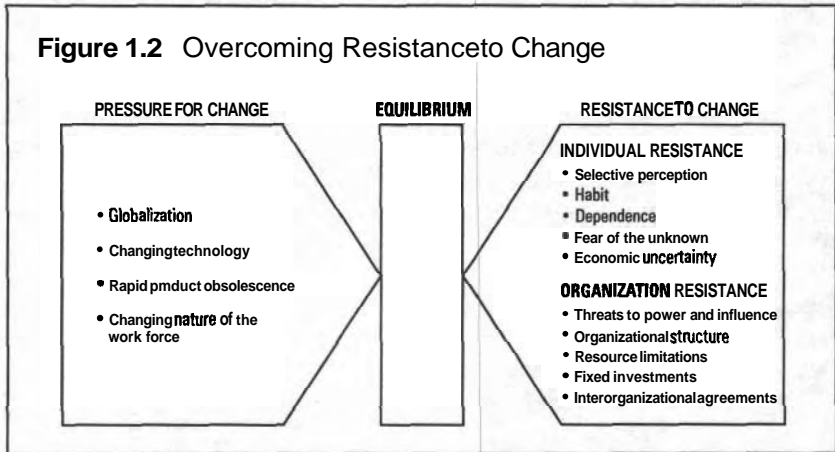 Figure 1.2 Overcoming Resistanceto Change
PRESSURE FOR CHANGE
• Globalization
• Changingtechnology
• Rapid pmduct obsolescence
• Changing nature of the
work force
EQUILIBRIUM
RESISTANCETO CHANGE
INDIVIDUAL RESISTANCE
• Selective perception
• Habit
• Dependence
• Fear of the unknown
• Economic uncertainty
ORGANIZATION RESISTANCE
• Threats to power and influence
• Organizationalstructure
• Resource limitations
• Fixed investments
• Interorganizationalagreements